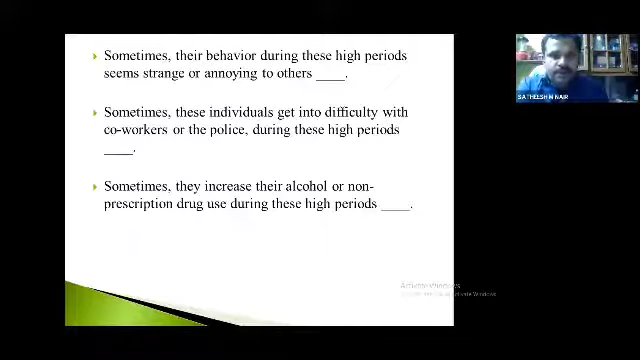 Sometimes, their behavior during these high periods
seems strange or annoying to others ____.
Sometimes, these individuals get into difficulty with
co-workers or the police, during these high periods
____.
Sometimes, they increase their alcohol or non-
prescription drug use during these high periods ____.
SATHEESH M NAIR
Activate Windows